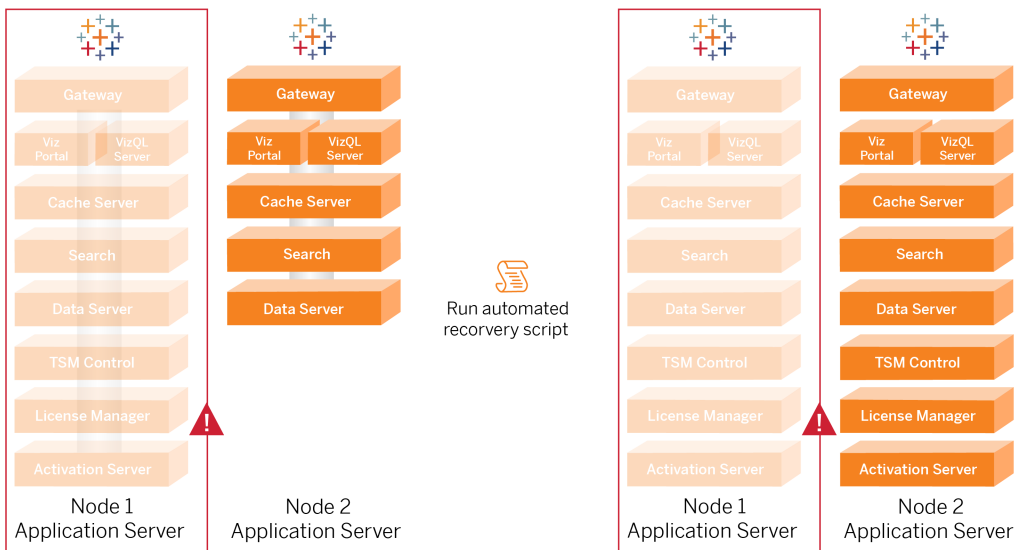 Gateway
Viz
Portal
VizQL
Server
Cache Server
Search
Data Server
TSM Control
License Manager
Activation Server
!
Node 1
Application Server
Gateway
Viz
Portal
VizQL
Server
Cache Server
Search
Data Server
Node 2
Application Server
Run automated
recorvery script
Gateway
Viz
Portal
VizQL
Server
Cache Server
Search
Data Server
TSM Control
License Manager
Activation Server
!
Node 1
Application Server
Gateway
Viz
Portal
VizQL
Server
Cache Server
Search
Data Server
TSM Control
License Manager
Activation Server
Node 2
Application Server